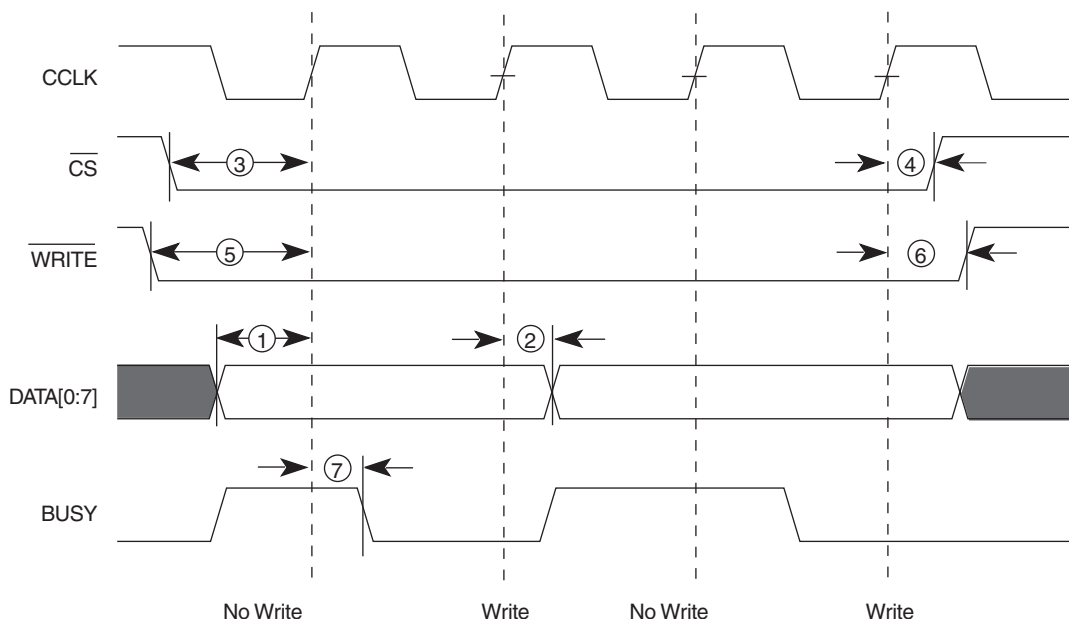 CCLK
CS
③
④
WRITE
⑤
⑥
①
②
DATA[0:7]
⑦
BUSY
No Write Write No Write Write